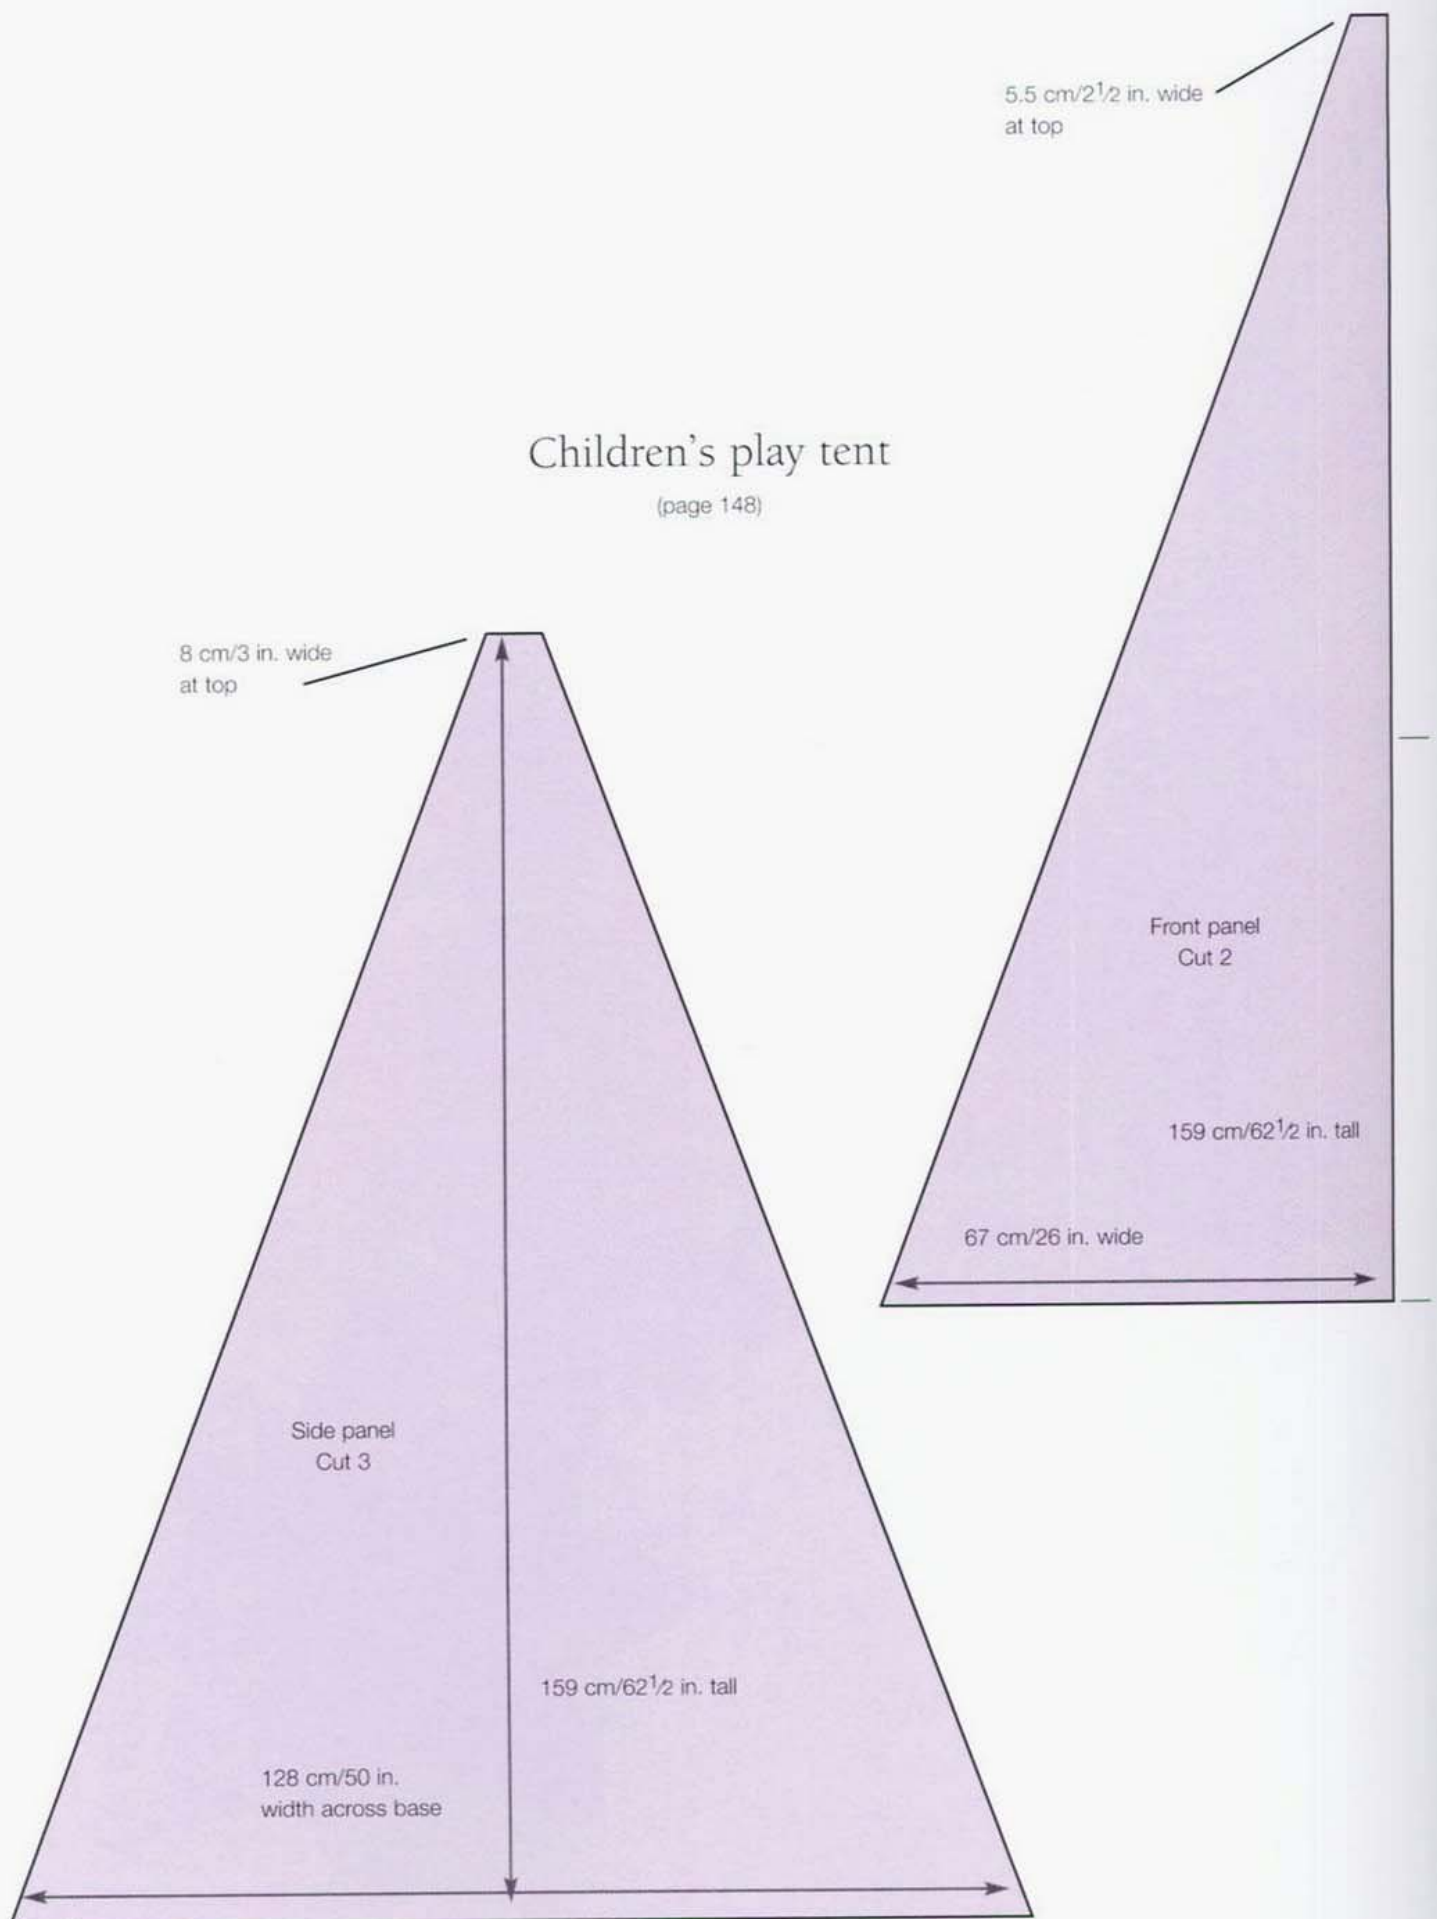 5.5 cm/2½ in. wide
at top
Children's play tent
(page 148)
8 cm/3 in. wide
at top
Front panel
Cut 2
159 cm/62½ in. tall
67 cm/26 in. wide
Side panel
Cut 3
159 cm/62½ in. tall
128 cm/50 in.
width across base